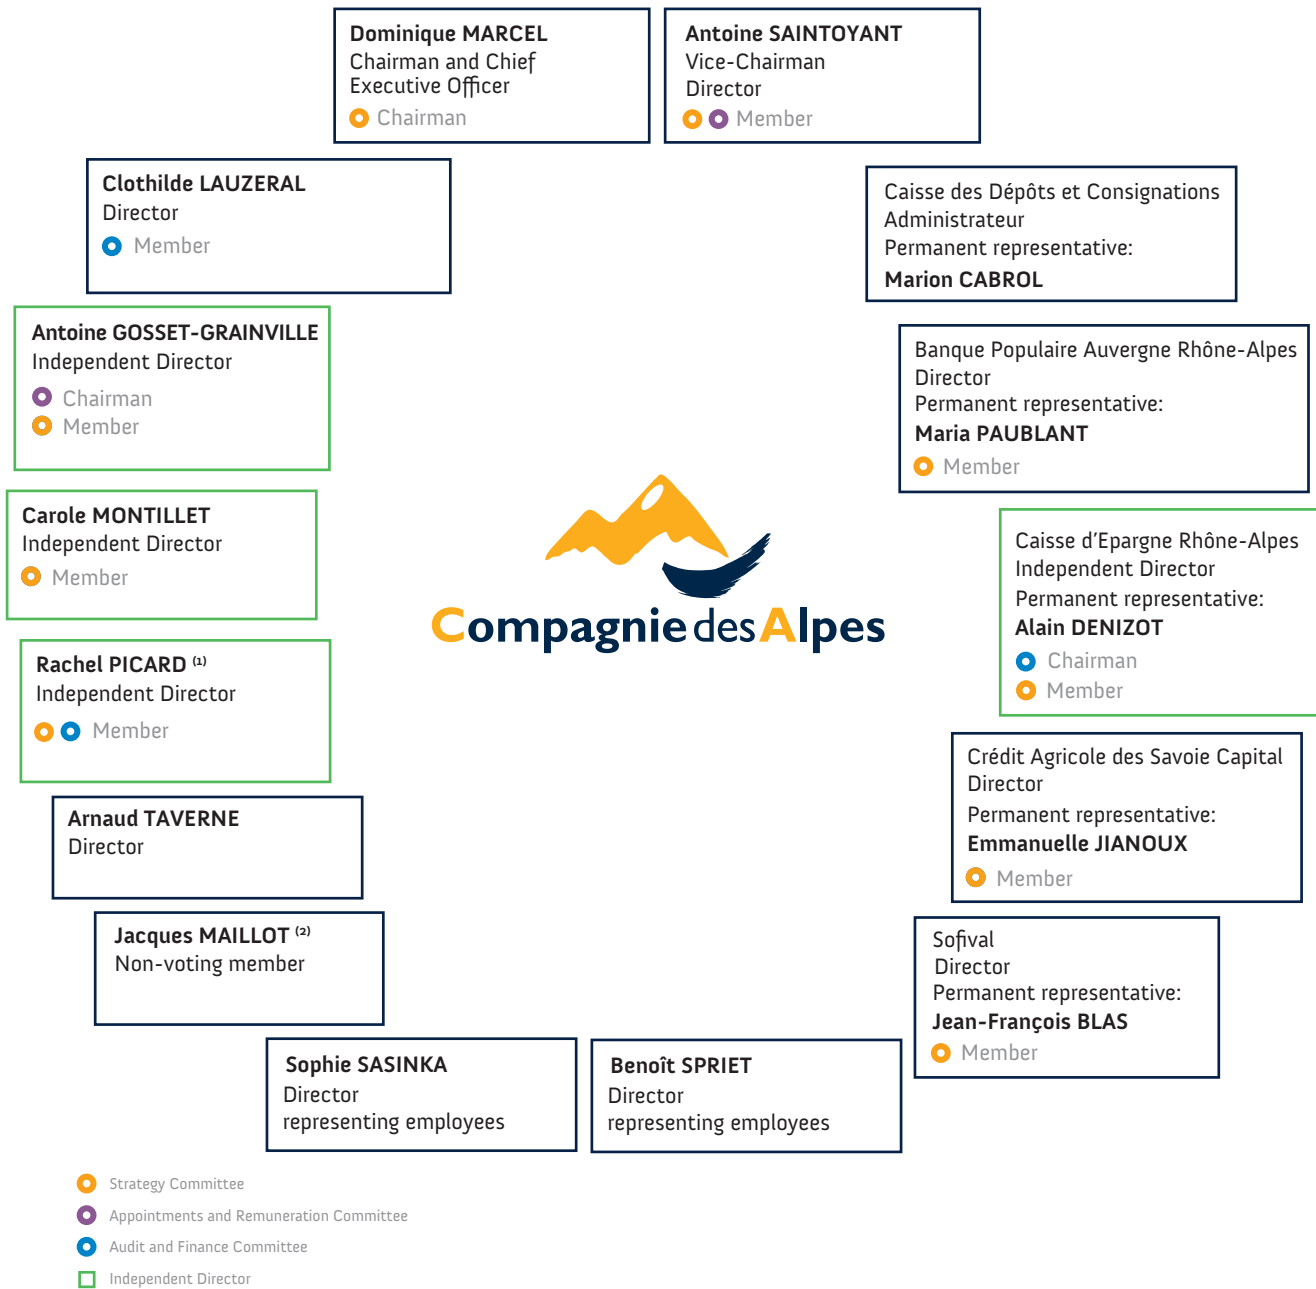 Dominique MARCEL
Chairman and Chief
Executive Officer
Chairman
Antoine SAINTOYANT
Vice-Chairman
Director
Member
Clothilde LAUZERAL
Director
Member
Caisse des Dépôts et Consignations
Administrateur
Permanent representative:
Marion CABROL
Antoine GOSSET-GRAINVILLE
Independent Director
Chairman
Member
Banque Populaire Auvergne Rhône-Alpes
Director
Permanent representative:
Maria PAUBLANT
Member
Carole MONTILLET
Independent Director
Member
Compagnie des Alpes
Caisse d'Epargne Rhône-Alpes
Independent Director
Permanent representative:
Alain DENIZOT
Chairman
Member
Rachel PICARD (1)
Independent Director
Member
Crédit Agricole des Savoie Capital
Director
Permanent representative:
Emmanuelle JIANOUX
Member
Arnaud TAVERNE
Director
Jacques MAILLOT (2)
Non-voting member
Sofival
Director
Permanent representative:
Jean-François BLAS
Member
Sophie SASINKA
Director
representing employees
Benoît SPRIET
Director
representing employees
Strategy Committee
Appointments and Remuneration Committee
Audit and Finance Committee
Independent Director